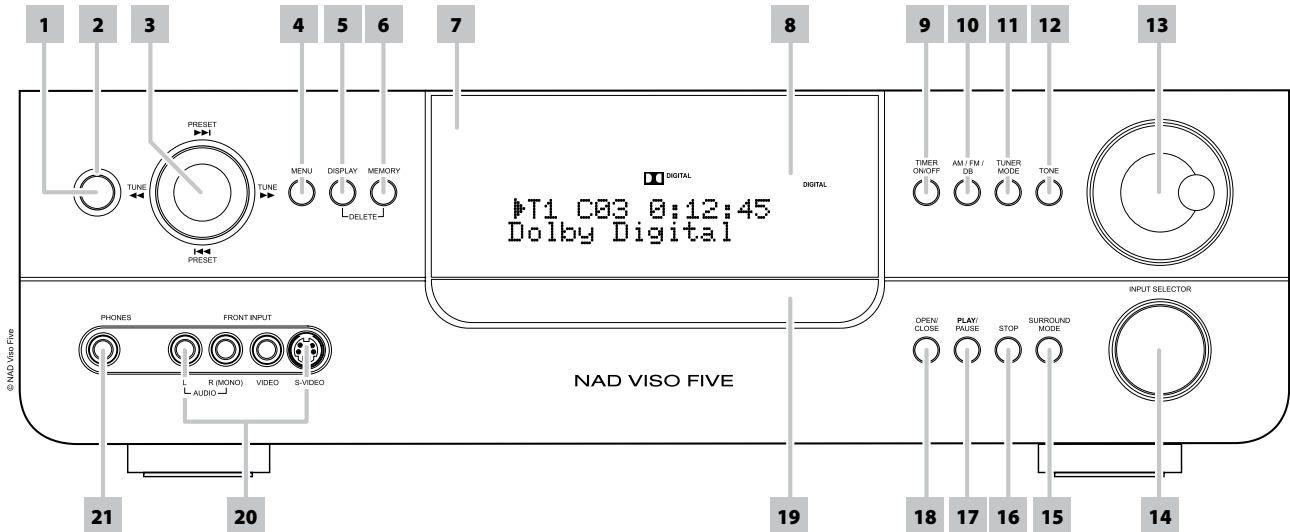 1 2 3 4 5 6 7 8 9 10 11 12 13
PRESET
▶▶I
TUNE
◀◀
TUNE
▶▶
I◀◀
PRESET
MENU
DISPLAY
MEMORY
DELETE
DIGITAL
DIGITAL
▶T1 C03 0:12:45
Dolby Digital
TIMER
ON/OFF
AM / FM /
DB
TUNER
MODE
TONE
INPUT SELECTOR
PHONES
FRONT INPUT
L
R (MONO)
VIDEO
S-VIDEO
AUDIO
NAD VISO FIVE
OPEN/
CLOSE
PLAY/
PAUSE
STOP
SURROUND
MODE
© NAD Viso Five
21 20 19 18 17 16 15 14